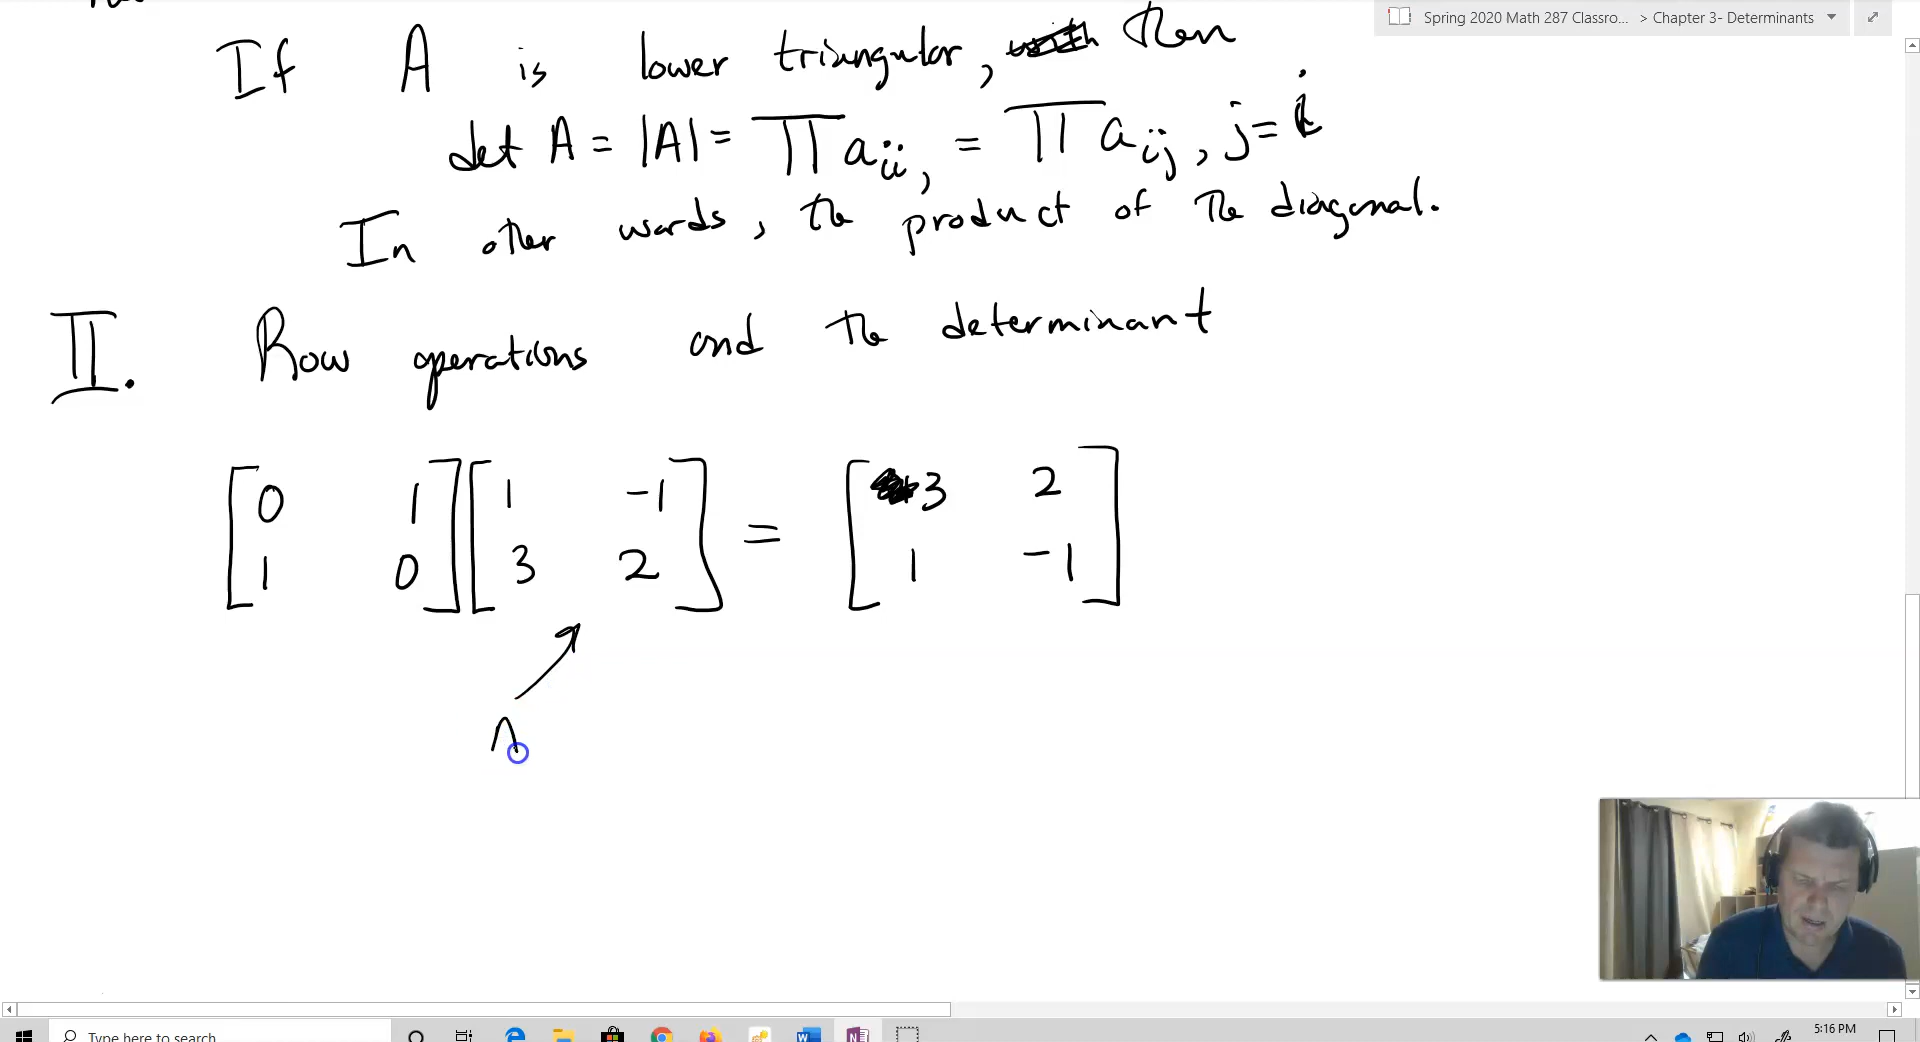 Spring 2020 Math 287 Classro... > Chapter 3- Determinants
If A is lower triangular, then
det A = |A| = ∏ aii, = ∏ aij, j = i
In other words, the product of the diagonal.
II. Row operations and the determinant
[0 1] [1 -1] = [3 2]
[1 0] [3 2] [1 -1]
Type here to search
5:16 PM